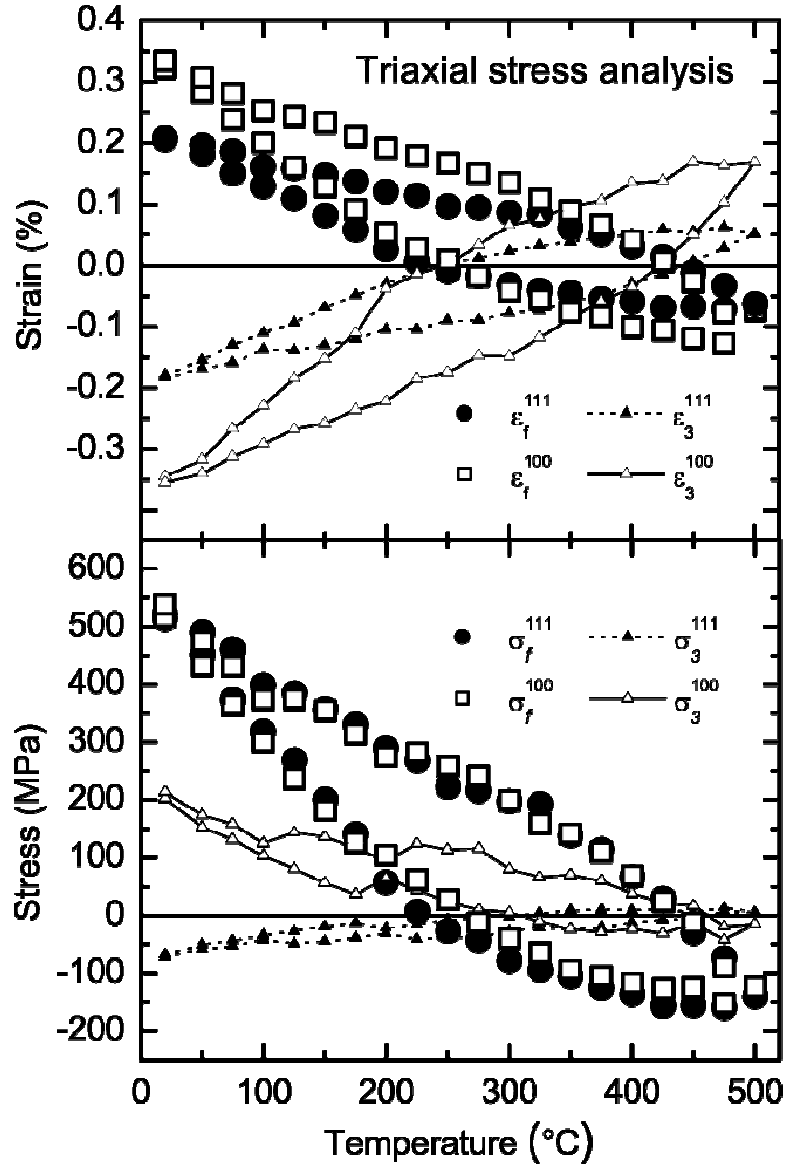 0.4
0.3
0.2
0.1
0.0
-0.1
-0.2
-0.3
Strain (%)
Triaxial stress analysis
ε_f^111 ε_3^111
ε_f^100 ε_3^100
600
500
400
300
200
100
0
-100
-200
Stress (MPa)
σ_f^111 σ_3^111
σ_f^100 σ_3^100
0 100 200 300 400 500
Temperature (°C)